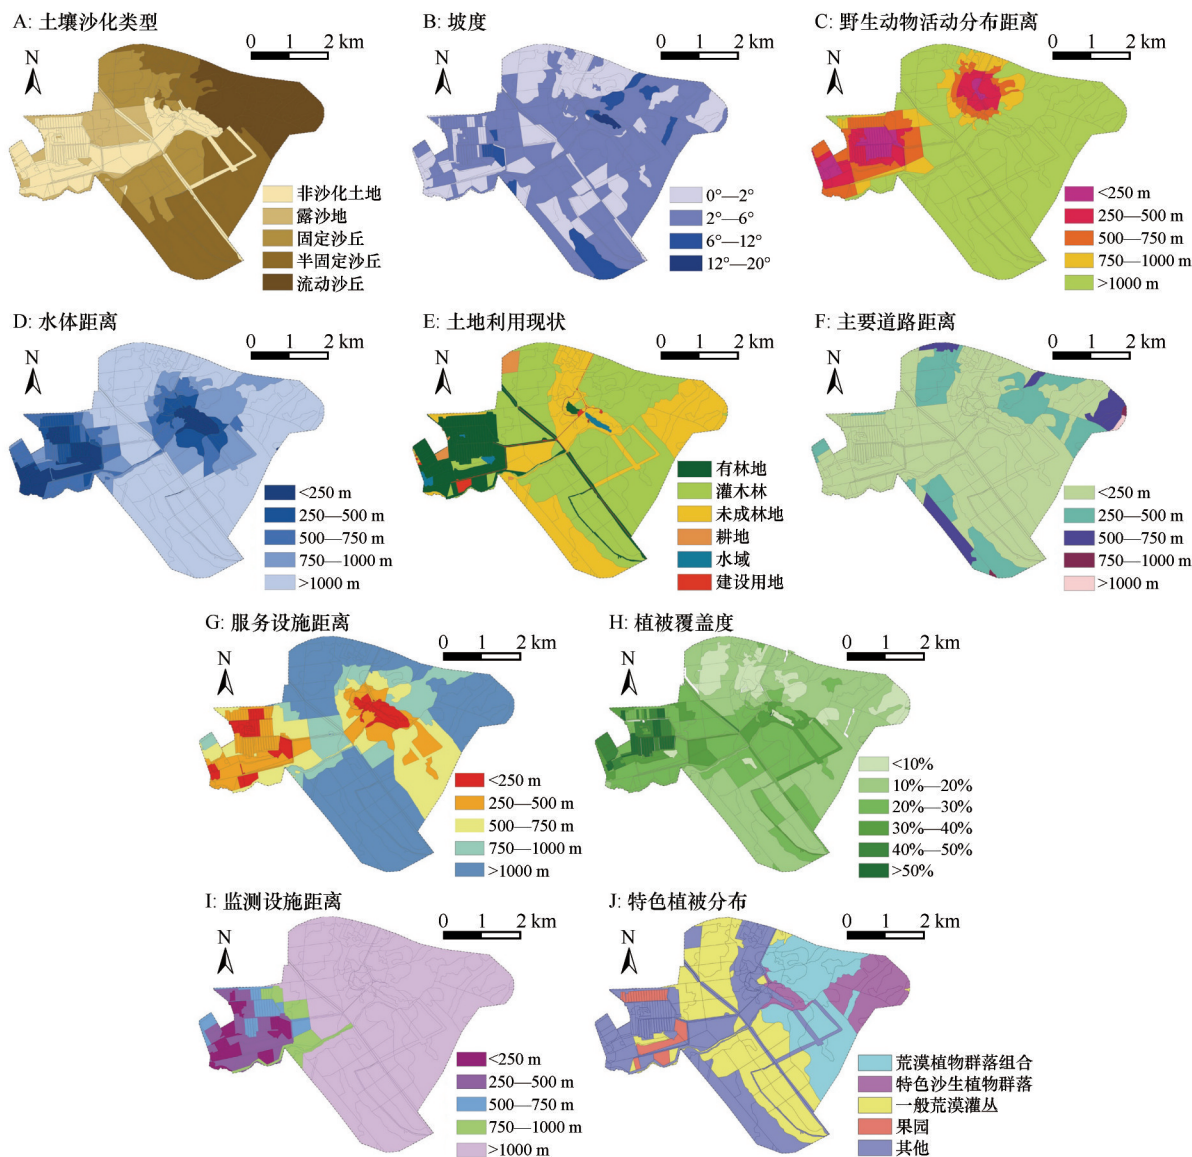 A: 土壤沙化类型
N
0 1 2 km
非沙化土地
露沙地
固定沙丘
半固定沙丘
流动沙丘
B: 坡度
N
0 1 2 km
0°—2°
2°—6°
6°—12°
12°—20°
C: 野生动物活动分布距离
N
0 1 2 km
<250 m
250—500 m
500—750 m
750—1000 m
>1000 m
D: 水体距离
N
0 1 2 km
<250 m
250—500 m
500—750 m
750—1000 m
>1000 m
E: 土地利用现状
N
0 1 2 km
有林地
灌木林
未成林地
耕地
水域
建设用地
F: 主要道路距离
N
0 1 2 km
<250 m
250—500 m
500—750 m
750—1000 m
>1000 m
G: 服务设施距离
N
0 1 2 km
<250 m
250—500 m
500—750 m
750—1000 m
>1000 m
H: 植被覆盖度
N
0 1 2 km
<10%
10%—20%
20%—30%
30%—40%
40%—50%
>50%
I: 监测设施距离
N
0 1 2 km
<250 m
250—500 m
500—750 m
750—1000 m
>1000 m
J: 特色植被分布
N
0 1 2 km
荒漠植物群落组合
特色沙生植物群落
一般荒漠灌丛
果园
其他